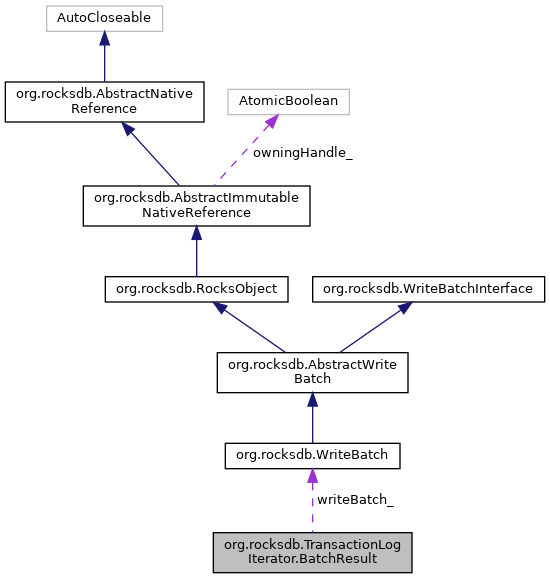 AutoCloseable
org.rocksdb.AbstractNative
Reference
AtomicBoolean
owningHandle_
org.rocksdb.AbstractImmutable
NativeReference
org.rocksdb.RocksObject
org.rocksdb.WriteBatchInterface
org.rocksdb.AbstractWrite
Batch
org.rocksdb.WriteBatch
writeBatch_
org.rocksdb.TransactionLog
Iterator.BatchResult